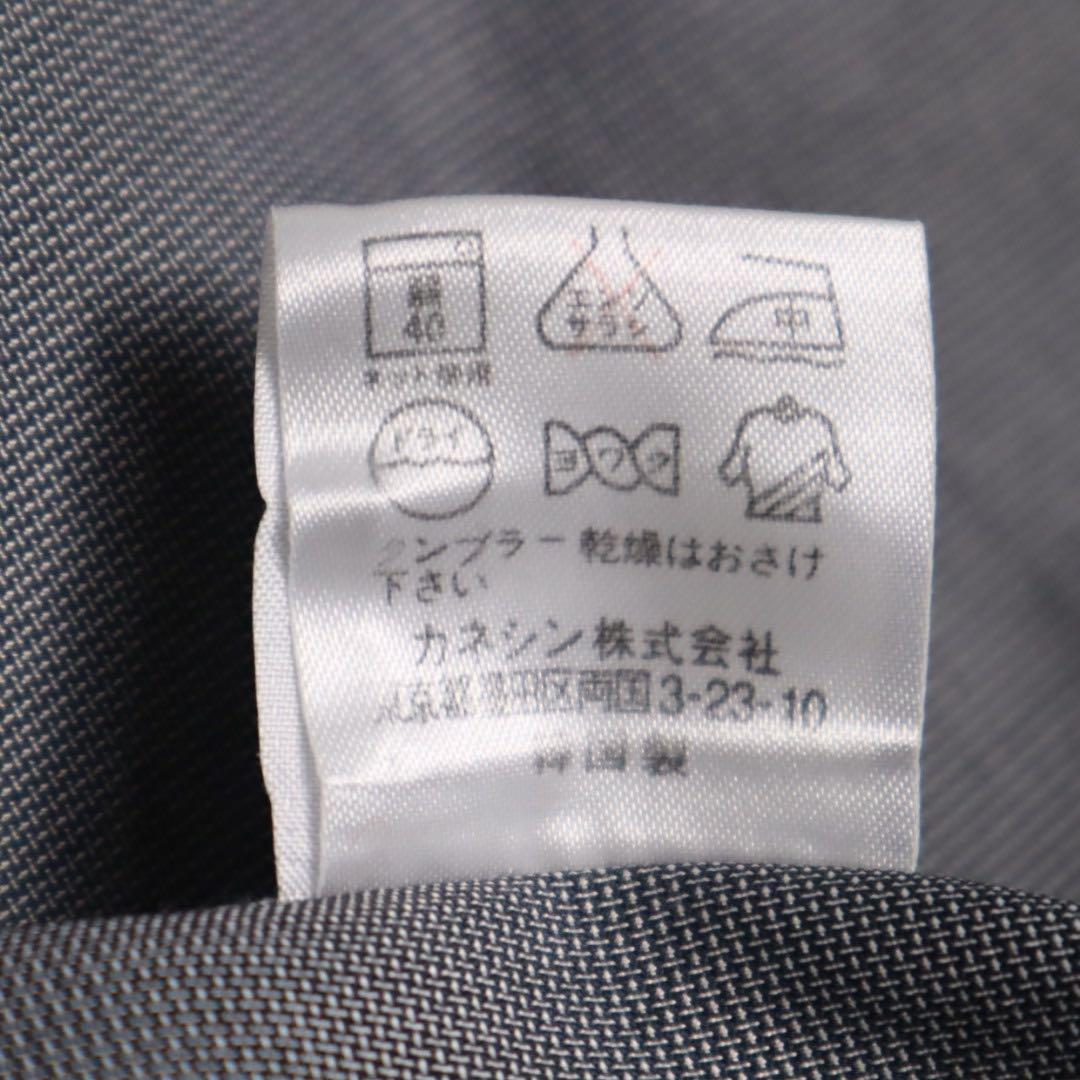 弱 40
ネット使用
エンソ
サラシ
中
ドライ
ヨワク
タンブラー乾燥はおさけ
下さい
カネシン株式会社
東京都墨田区両国3-23-10
韓国製